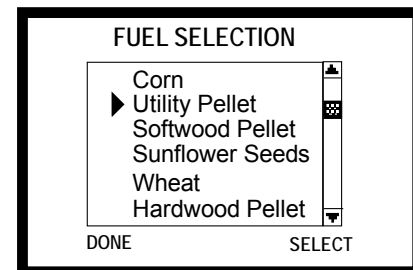 FUEL SELECTION
Corn
Utility Pellet
Softwood Pellet
Sunflower Seeds
Wheat
Hardwood Pellet
DONE SELECT